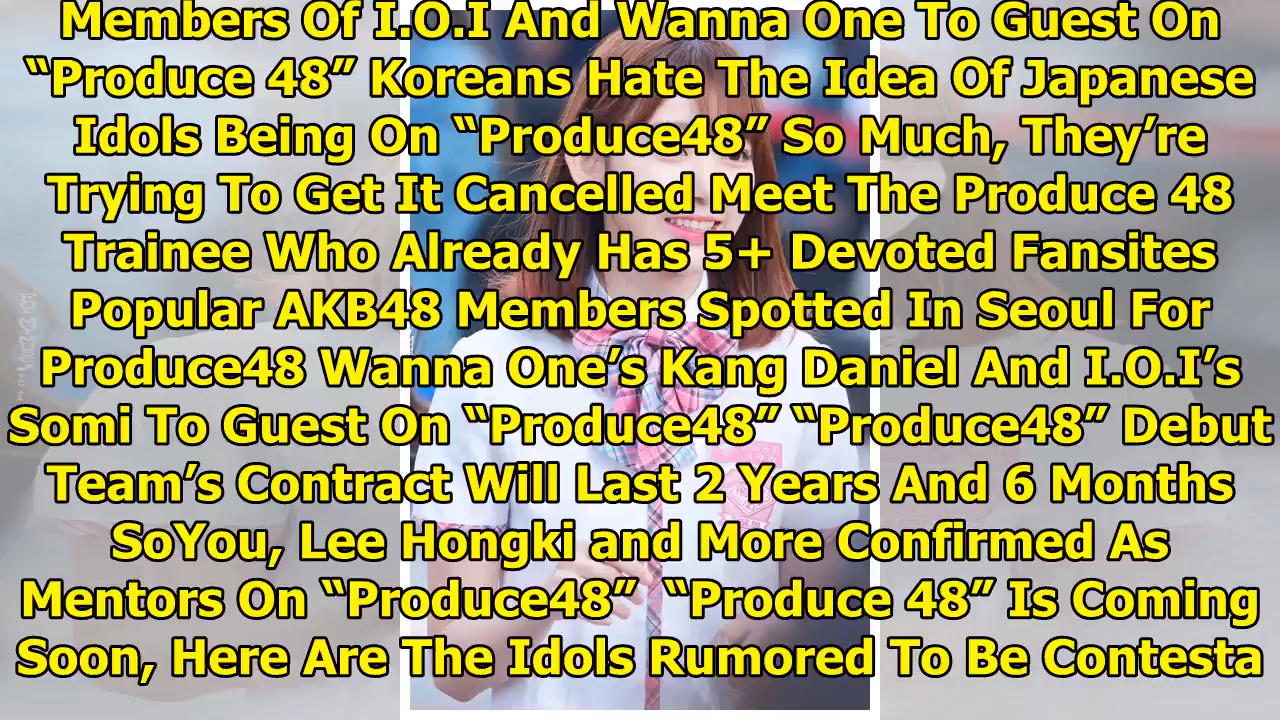 Members Of I.O.I And Wanna One To Guest On
“Produce 48” Koreans Hate The Idea Of Japanese
Idols Being On “Produce48” So Much, They’re
Trying To Get It Cancelled Meet The Produce 48
Trainee Who Already Has 5+ Devoted Fansites
Popular AKB48 Members Spotted In Seoul For
Produce48 Wanna One’s Kang Daniel And I.O.I’s
Somi To Guest On “Produce48” “Produce48” Debut
Team’s Contract Will Last 2 Years And 6 Months
SoYou, Lee Hongki and More Confirmed As
Mentors On “Produce48”  “Produce 48” Is Coming
Soon, Here Are The Idols Rumored To Be Contesta